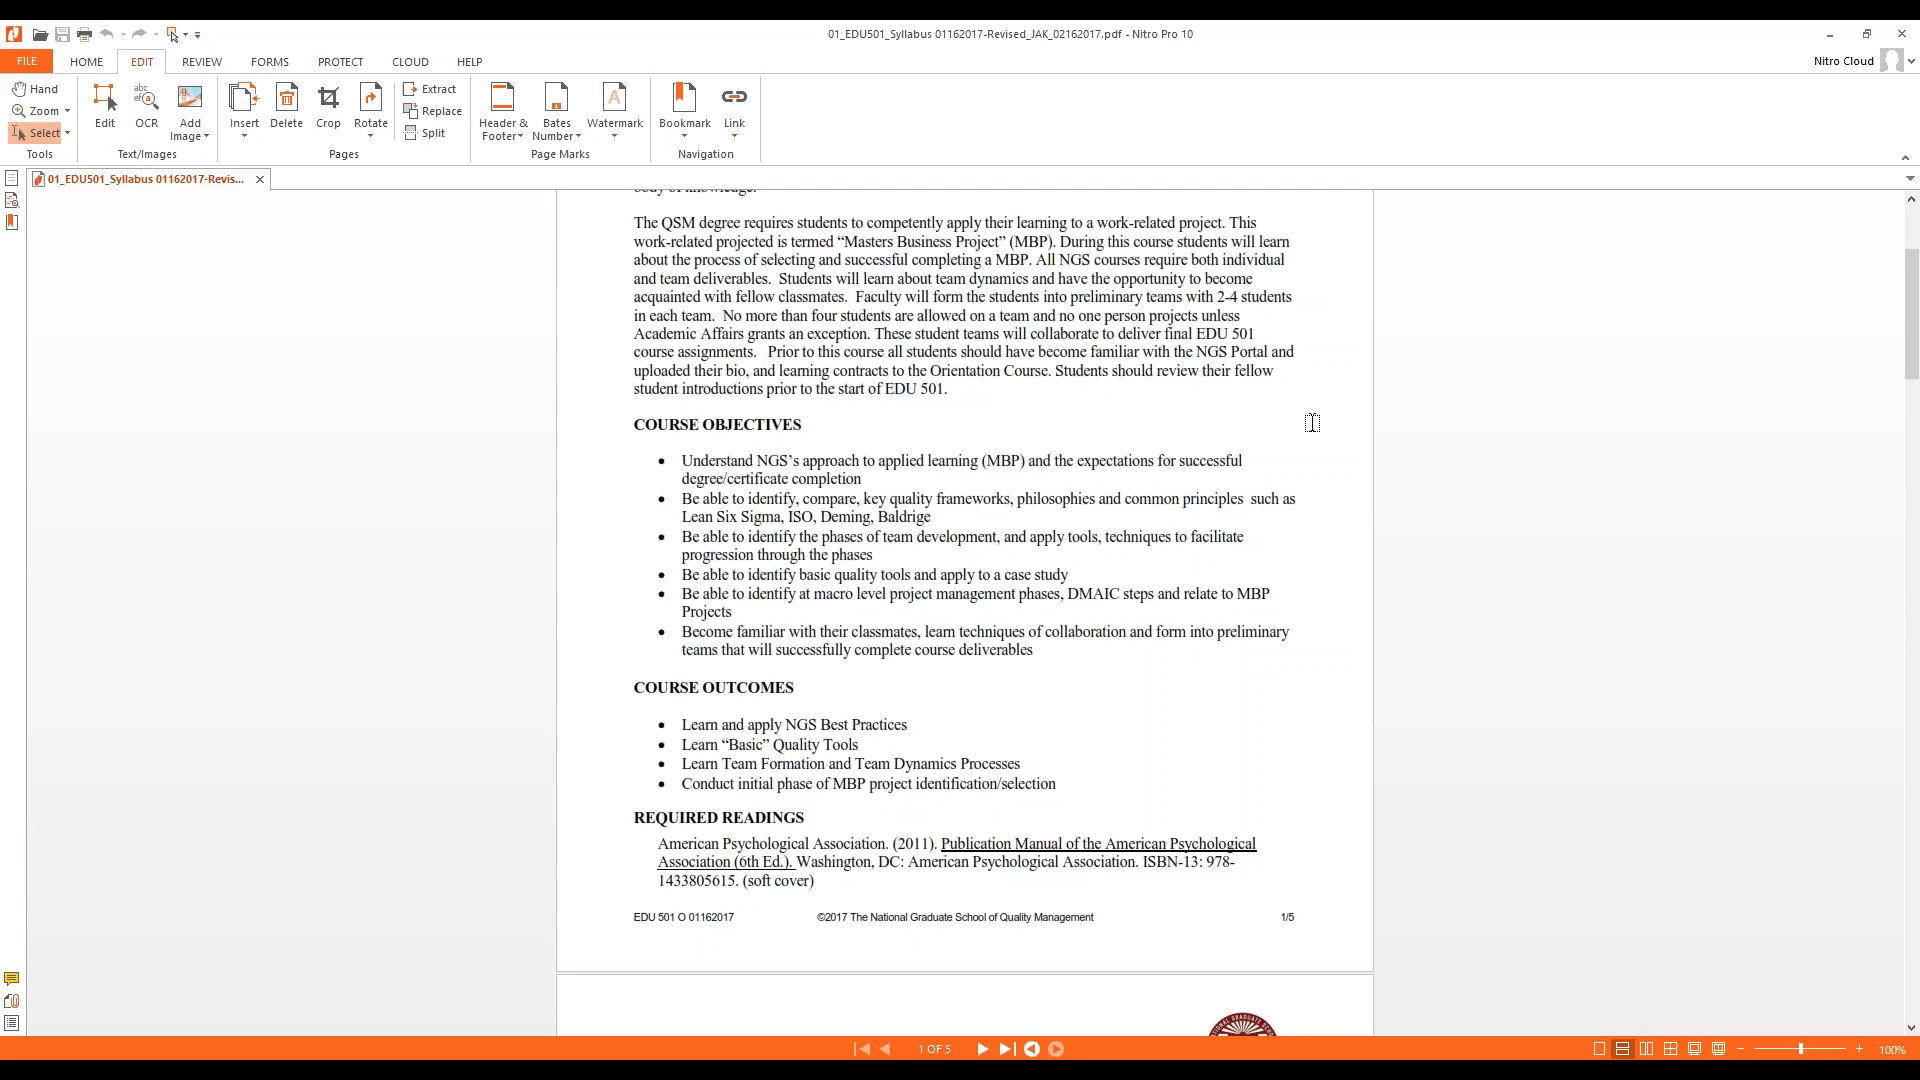 01_EDU501_Syllabus 01162017-Revised_JAK_02162017.pdf - Nitro Pro 10
FILE HOME EDIT REVIEW FORMS PROTECT CLOUD HELP
Nitro Cloud
Hand
Zoom
Select
Tools
Edit
OCR
Add Image
Text/Images
Insert
Delete
Crop
Rotate
Extract
Replace
Split
Pages
Header & Footer
Bates Number
Watermark
Page Marks
Bookmark
Link
Navigation
01_EDU501_Syllabus 01162017-Revis...
body of knowledge.
The QSM degree requires students to competently apply their learning to a work-related project. This
work-related projected is termed “Masters Business Project” (MBP). During this course students will learn
about the process of selecting and successful completing a MBP. All NGS courses require both individual
and team deliverables. Students will learn about team dynamics and have the opportunity to become
acquainted with fellow classmates. Faculty will form the students into preliminary teams with 2-4 students
in each team. No more than four students are allowed on a team and no one person projects unless
Academic Affairs grants an exception. These student teams will collaborate to deliver final EDU 501
course assignments. Prior to this course all students should have become familiar with the NGS Portal and
uploaded their bio, and learning contracts to the Orientation Course. Students should review their fellow
student introductions prior to the start of EDU 501.
COURSE OBJECTIVES
• Understand NGS’s approach to applied learning (MBP) and the expectations for successful
degree/certificate completion
• Be able to identify, compare, key quality frameworks, philosophies and common principles such as
Lean Six Sigma, ISO, Deming, Baldrige
• Be able to identify the phases of team development, and apply tools, techniques to facilitate
progression through the phases
• Be able to identify basic quality tools and apply to a case study
• Be able to identify at macro level project management phases, DMAIC steps and relate to MBP
Projects
• Become familiar with their classmates, learn techniques of collaboration and form into preliminary
teams that will successfully complete course deliverables
COURSE OUTCOMES
• Learn and apply NGS Best Practices
• Learn “Basic” Quality Tools
• Learn Team Formation and Team Dynamics Processes
• Conduct initial phase of MBP project identification/selection
REQUIRED READINGS
American Psychological Association. (2011). Publication Manual of the American Psychological
Association (6th Ed.). Washington, DC: American Psychological Association. ISBN-13: 978-
1433805615. (soft cover)
EDU 501 O 01162017 ©2017 The National Graduate School of Quality Management 1/5
1 OF 5
100%